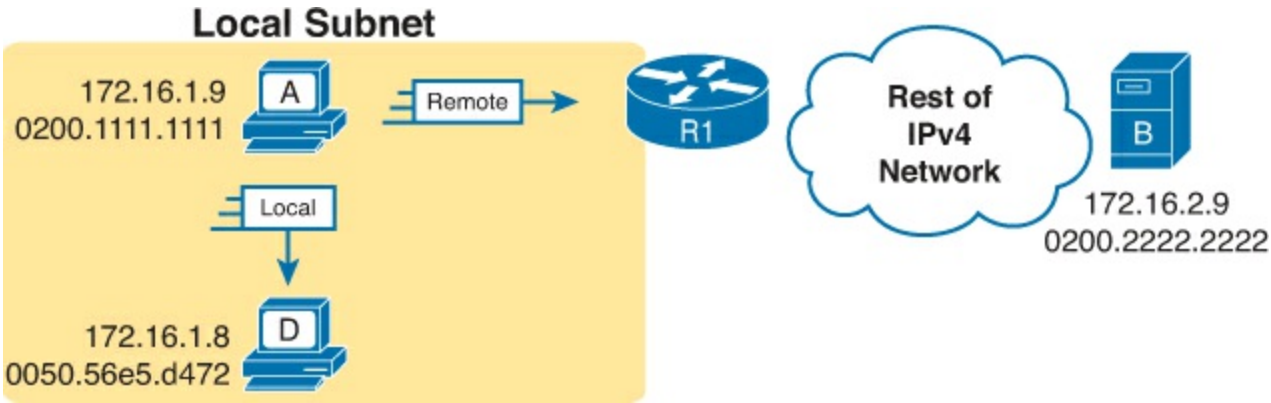 Local Subnet
172.16.1.9
0200.1111.1111
A
Remote
R1
Rest of
IPv4
Network
B
172.16.2.9
0200.2222.2222
Local
172.16.1.8
0050.56e5.d472
D